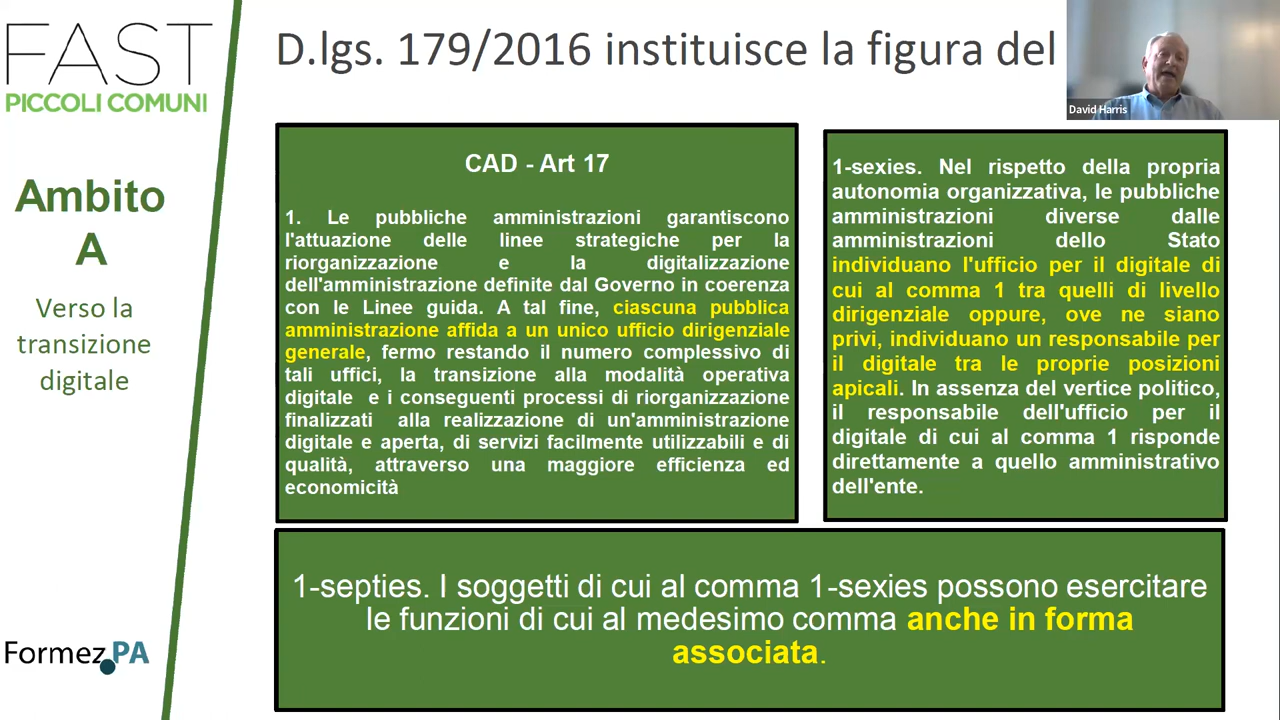 FAST
PICCOLI COMUNI
Ambito
A
Verso la
transizione
digitale
Formez PA
D.lgs. 179/2016 instituisce la figura del
David Harris
CAD - Art 17
1. Le pubbliche amministrazioni garantiscono
l'attuazione delle linee strategiche per la
riorganizzazione e la digitalizzazione
dell'amministrazione definite dal Governo in coerenza
con le Linee guida. A tal fine, ciascuna pubblica
amministrazione affida a un unico ufficio dirigenziale
generale, fermo restando il numero complessivo di
tali uffici, la transizione alla modalità operativa
digitale e i conseguenti processi di riorganizzazione
finalizzati alla realizzazione di un'amministrazione
digitale e aperta, di servizi facilmente utilizzabili e di
qualità, attraverso una maggiore efficienza ed
economicità
1-sexies. Nel rispetto della propria
autonomia organizzativa, le pubbliche
amministrazioni diverse dalle
amministrazioni dello Stato
individuano l'ufficio per il digitale di
cui al comma 1 tra quelli di livello
dirigenziale oppure, ove ne siano
privi, individuano un responsabile per
il digitale tra le proprie posizioni
apicali. In assenza del vertice politico,
il responsabile dell'ufficio per il
digitale di cui al comma 1 risponde
direttamente a quello amministrativo
dell'ente.
1-septies. I soggetti di cui al comma 1-sexies possono esercitare
le funzioni di cui al medesimo comma anche in forma
associata.